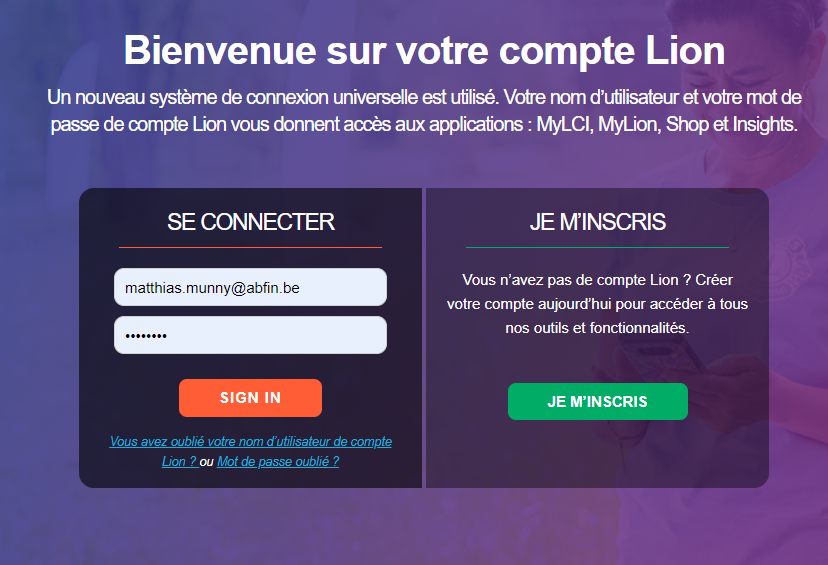 Bienvenue sur votre compte Lion
Un nouveau système de connexion universelle est utilisé. Votre nom d’utilisateur et votre mot de
passe de compte Lion vous donnent accès aux applications : MyLCI, MyLion, Shop et Insights.
SE CONNECTER
matthias.munny@abfin.be
••••••••
SIGN IN
Vous avez oublié votre nom d’utilisateur de compte
Lion ? ou Mot de passe oublié ?
JE M’INSCRIS
Vous n’avez pas de compte Lion ? Créer
votre compte aujourd’hui pour accéder à tous
nos outils et fonctionnalités.
JE M’INSCRIS